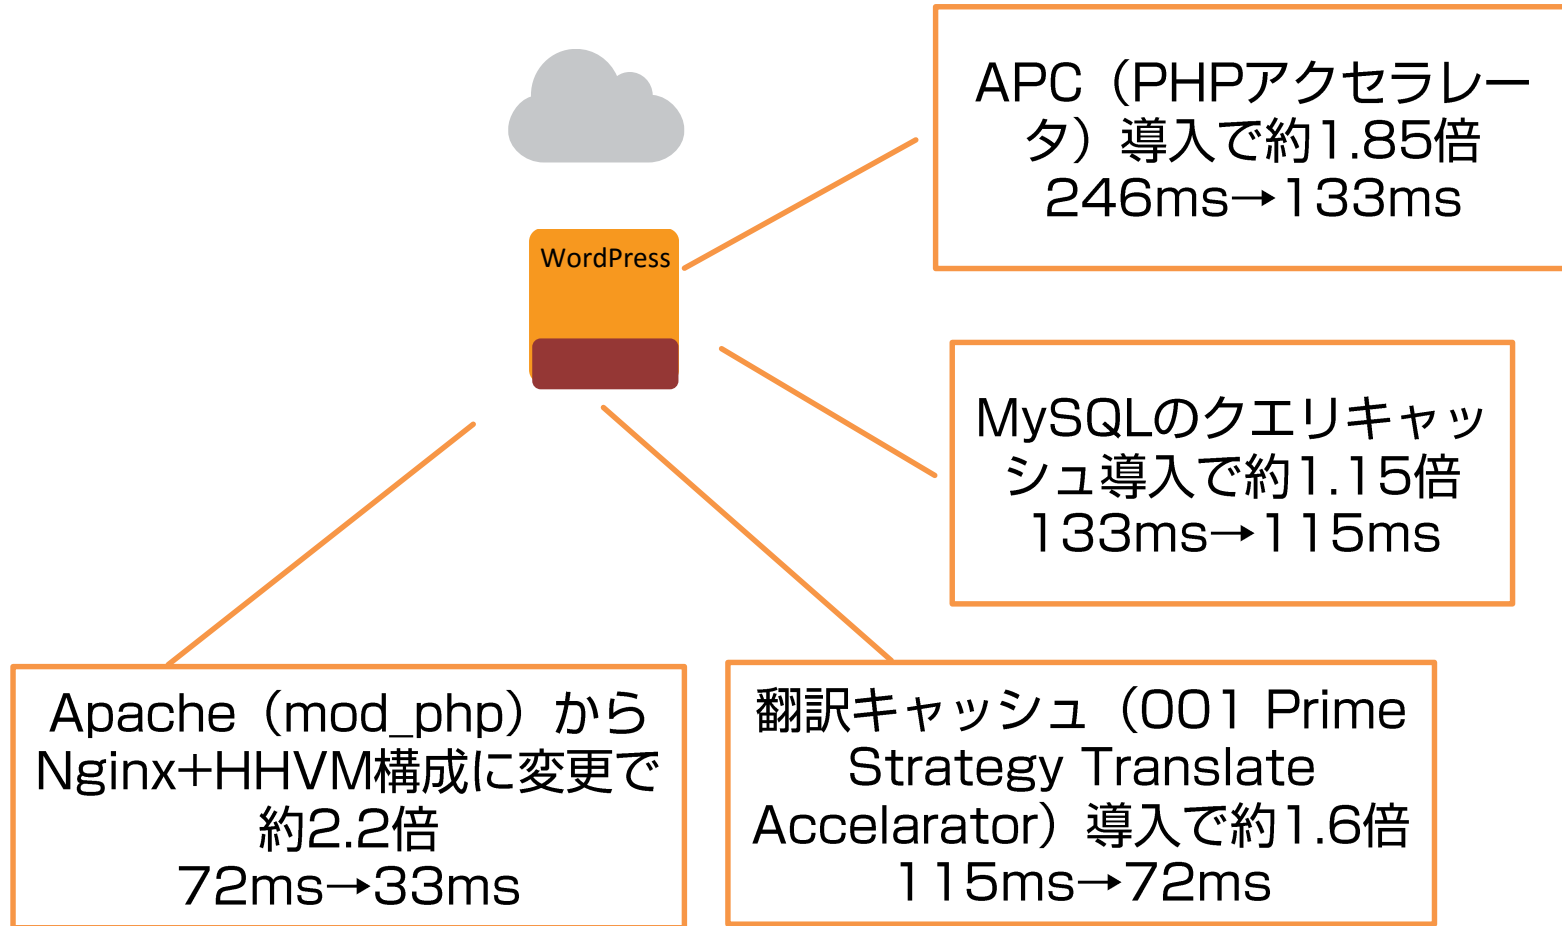 WordPress
APC（PHPアクセラレー
タ）導入で約1.85倍
246ms→133ms
MySQLのクエリキャッ
シュ導入で約1.15倍
133ms→115ms
翻訳キャッシュ（001 Prime
Strategy Translate
Accelarator）導入で約1.6倍
115ms→72ms
Apache（mod_php）から
Nginx+HHVM構成に変更で
約2.2倍
72ms→33ms